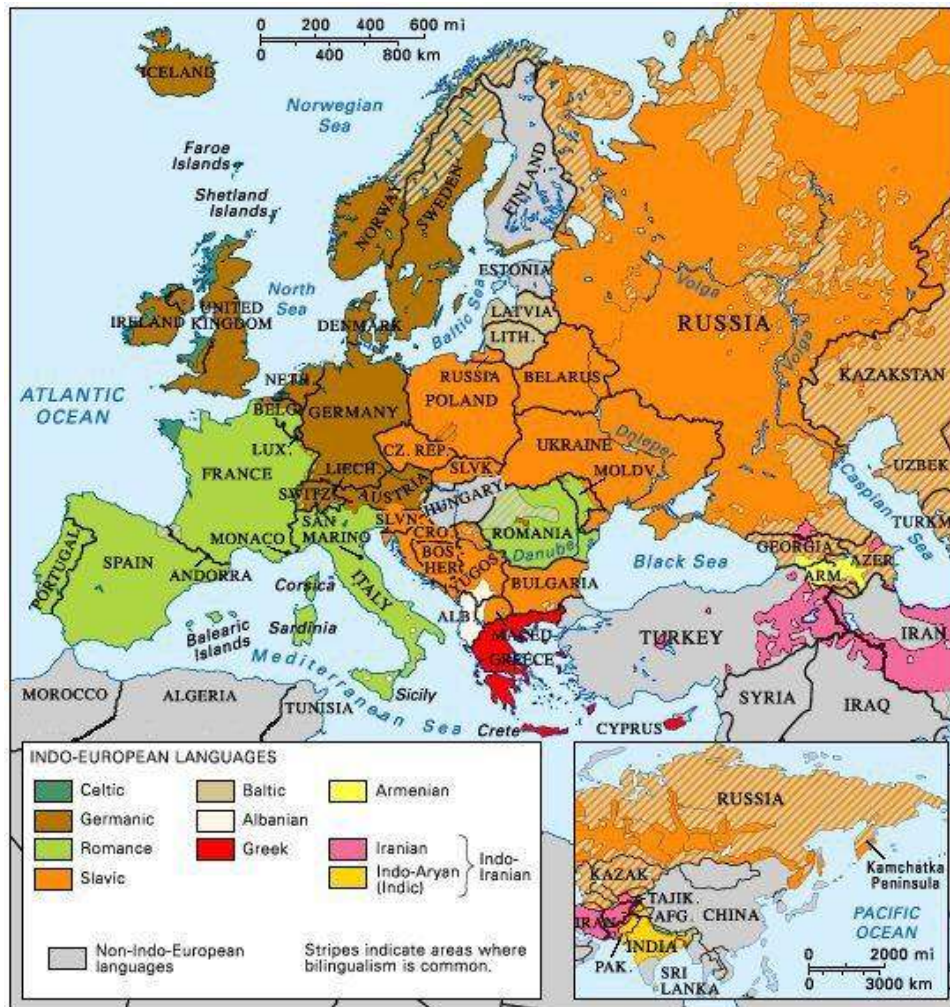 200 400 600 mi
0
0
200 400 800 km
ICELAND
Norwegian
Sea
Faroe
Islands
Shetland
Islands
NORWAY
SWEDEN
FINLAND
North
Sea
Baltic Sea
ESTONIA
LATVIA
LITH.
RUSSIA
Volga
Volga
RUSSIA
IRELAND
UNITED
KINGDOM
DENMARK
ATLANTIC
OCEAN
NETH.
BELG.
GERMANY
POLAND
BELARUS
KAZAKSTAN
LUX.
FRANCE
LIECH.
CZ. REP.
SLVK.
UKRAINE
Dnieper
MOLDV.
UZBEK.
SWITZ.
AUSTRIA
HUNGARY
Caspian
Sea
SAN
MARINO
SLVN.
CRO.
BOS.
HER.
YUGOS.
ROMANIA
Danube
MONACO
PORTUGAL
SPAIN
ANDORRA
Corsica
ITALY
BULGARIA
Black Sea
GEORGIA
AZER.
ARM.
Sardinia
Balearic
Islands
ALB.
MACED.
GREECE
TURKEY
IRAN
Mediterranean Sea
MOROCCO
ALGERIA
TUNISIA
Sicily
Crete
CYPRUS
SYRIA
IRAQ
INDO-EUROPEAN LANGUAGES
Celtic
Germanic
Romance
Slavic
Baltic
Albanian
Greek
Armenian
Iranian
Indo-Aryan
(Indic)
Indo-
Iranian
Non-Indo-European
languages
Stripes indicate areas where
bilingualism is common.
RUSSIA
Kamchatka
Peninsula
KAZAK.
TAJIK.
AFG.
CHINA
IRAN
INDIA
PAK.
SRI
LANKA
PACIFIC
OCEAN
0 2000 mi
0 3000 km